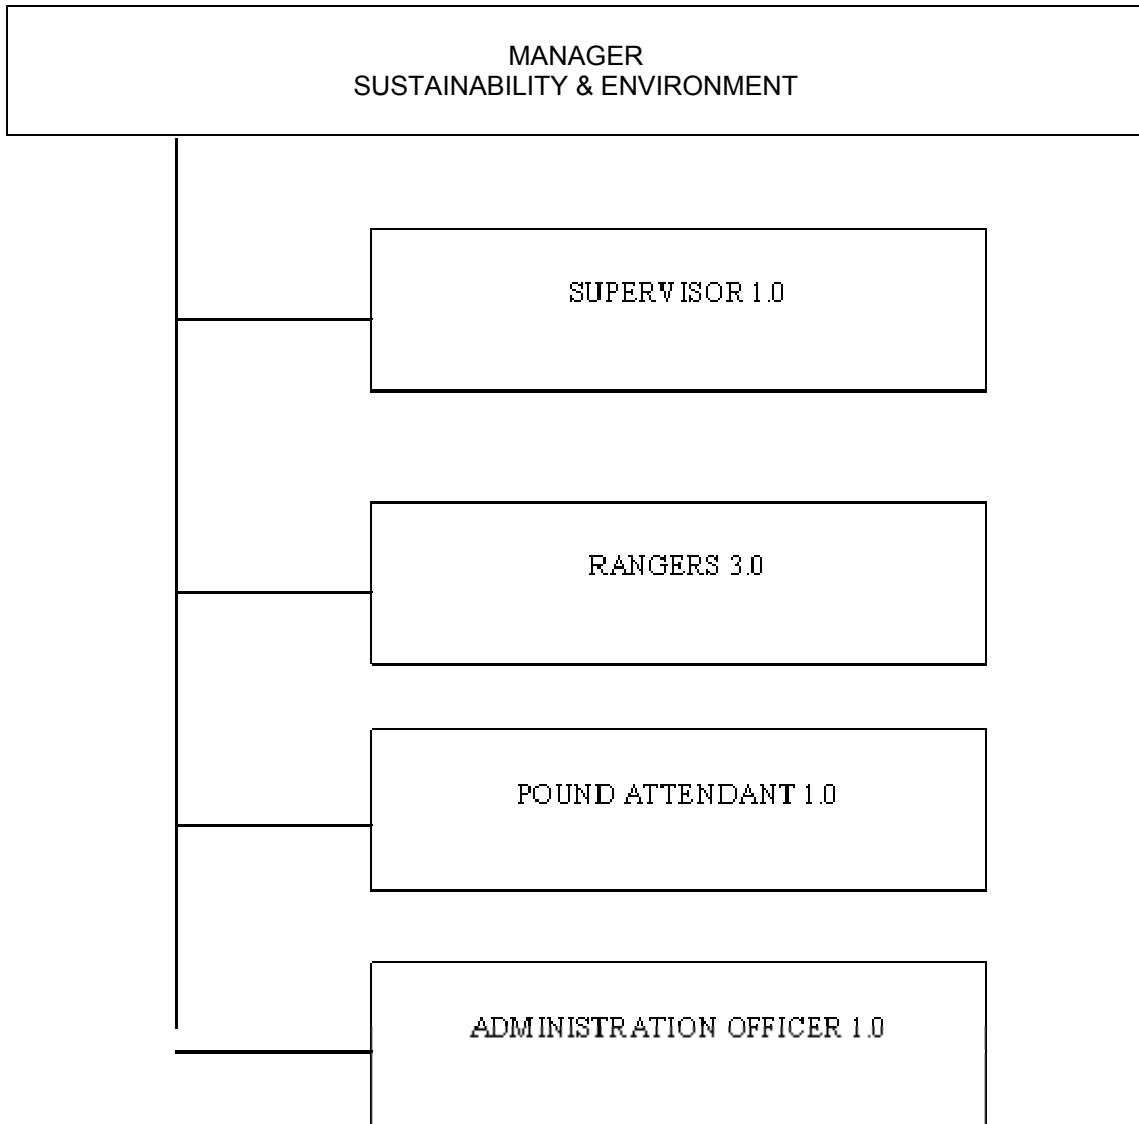 MANAGER
SUSTAINABILITY & ENVIRONMENT
SUPERVISOR 1.0
RANGERS 3.0
POUND ATTENDANT 1.0
ADMINISTRATION OFFICER 1.0